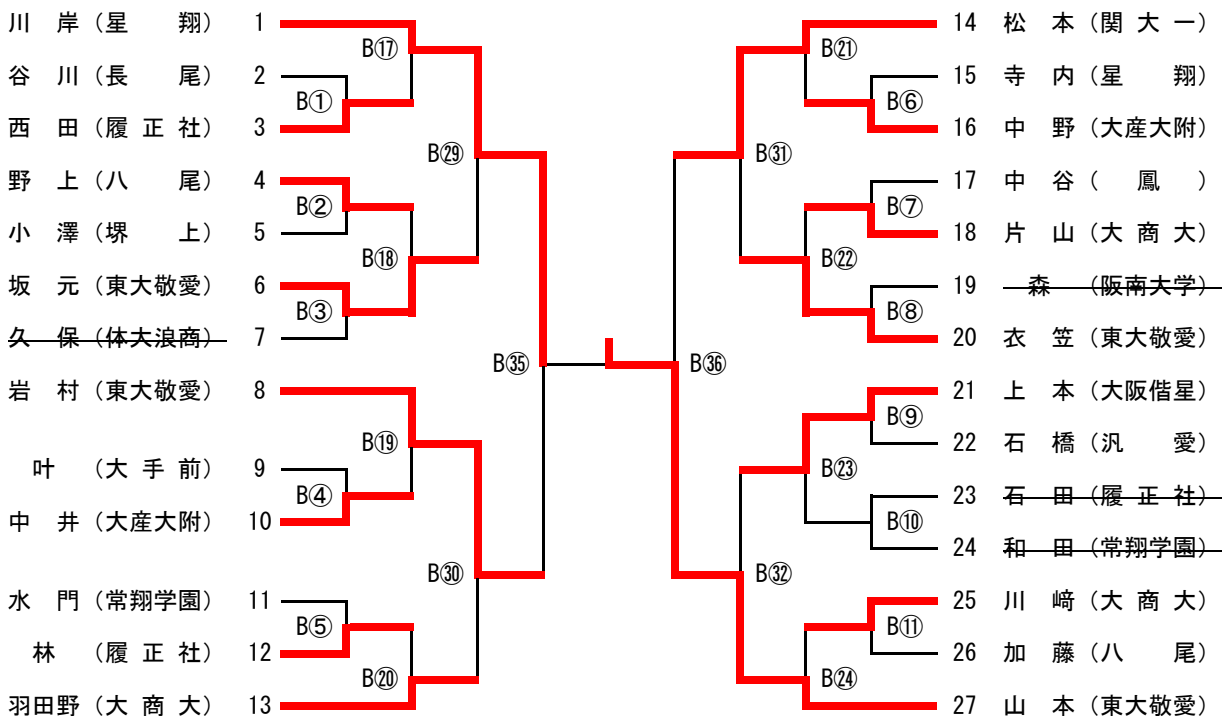 川 岸 (星 翔) 1
B⑰
谷 川 (長 尾) 2
B①
西 田 (履 正 社) 3
B㉙
野 上 (八 尾) 4
B②
小 澤 (堺 上) 5
B⑱
坂 元 (東大敬愛) 6
B③
久 保 (体大浪商) 7
B㉟
岩 村 (東大敬愛) 8
B⑲
叶 (大 手 前) 9
B④
中 井 (大産大附) 10
B㉚
水 門 (常翔学園) 11
B⑤
林 (履 正 社) 12
B⑳
羽田野 (大 商 大) 13
14 松 本 (関 大 一)
B㉑
15 寺 内 (星 翔)
B⑥
16 中 野 (大産大附)
B㉛
17 中 谷 ( 鳳 )
B⑦
18 片 山 (大 商 大)
B㉒
19 森 (阪南大学)
B⑧
20 衣 笠 (東大敬愛)
B㊱
21 上 本 (大阪偕星)
B⑨
22 石 橋 (汎 愛)
B㉓
23 石 田 (履 正 社)
B⑩
24 和 田 (常翔学園)
B㉜
25 川 﨑 (大 商 大)
B⑪
26 加 藤 (八 尾)
B㉔
27 山 本 (東大敬愛)